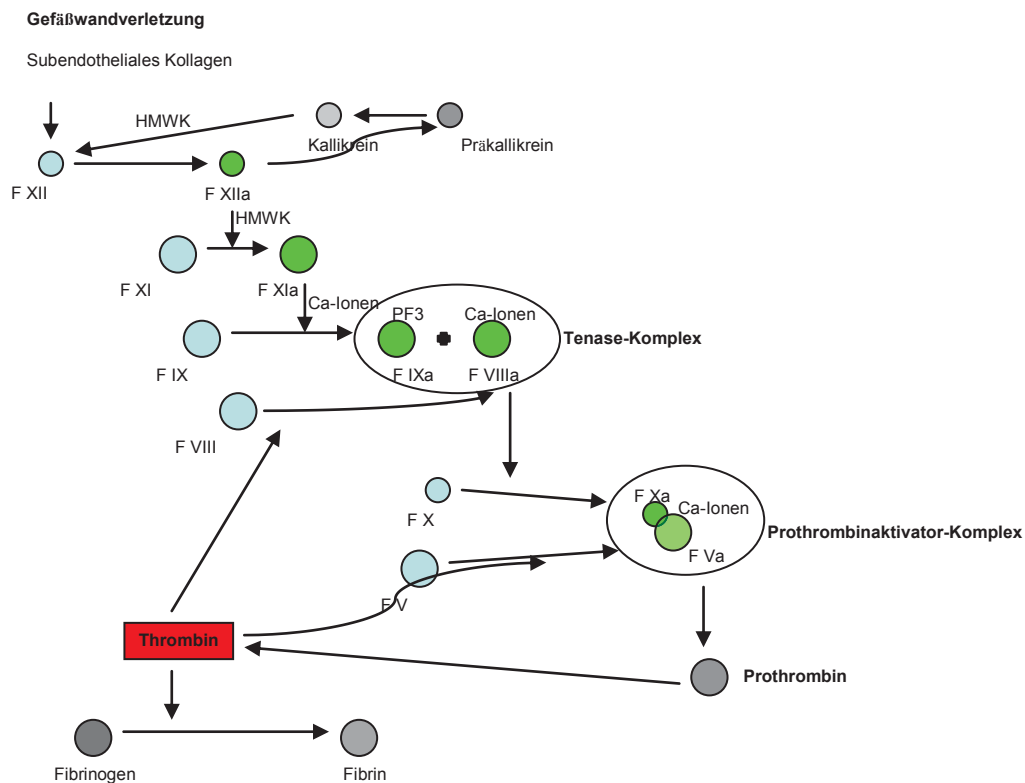 Gefäßwandverletzung
Subendotheliales Kollagen
HMWK
Kallikrein
Präkallikrein
F XII
F XIIa
HMWK
F XI
F XIa
Ca-Ionen
PF3
Ca-Ionen
Tenase-Komplex
F IX
F IXa
F VIIIa
F VIII
F X
F Xa
Ca-Ionen
Prothrombinaktivator-Komplex
F Va
F V
Thrombin
Prothrombin
Fibrinogen
Fibrin